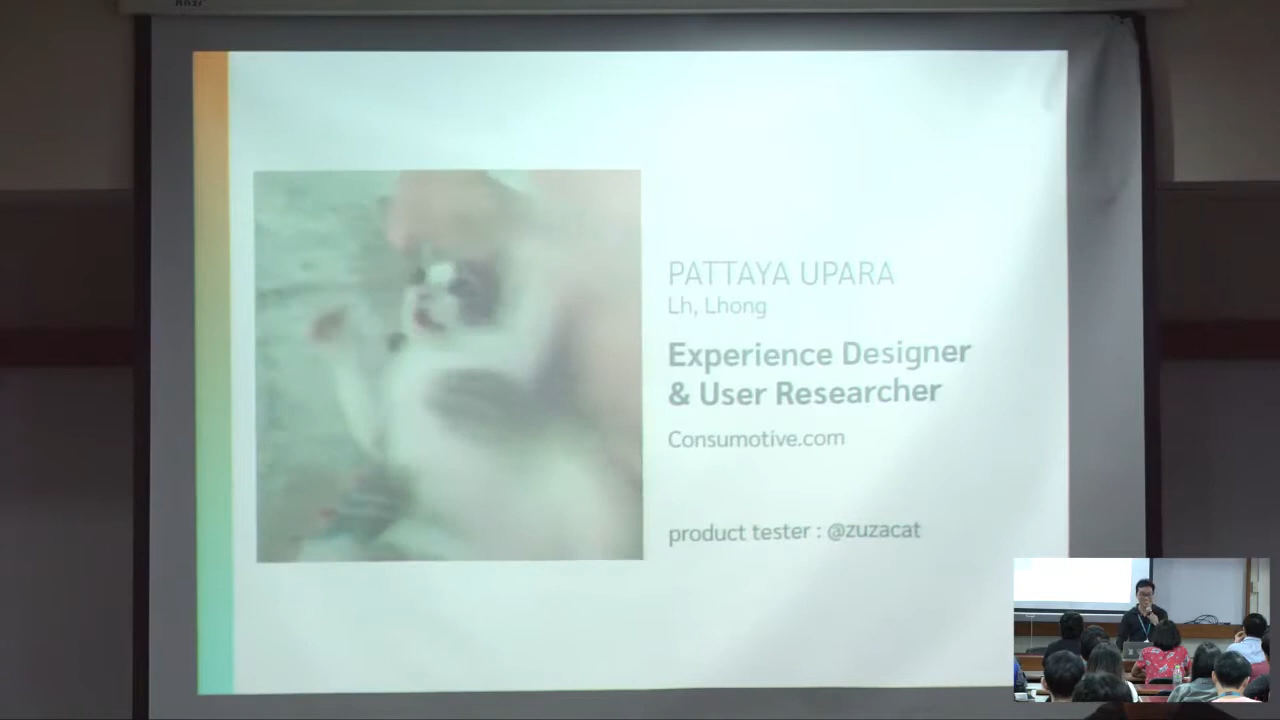 PATTAYA UPARA
Lh, Lhong
Experience Designer
& User Researcher
Consumotive.com
product tester : @zuzacat